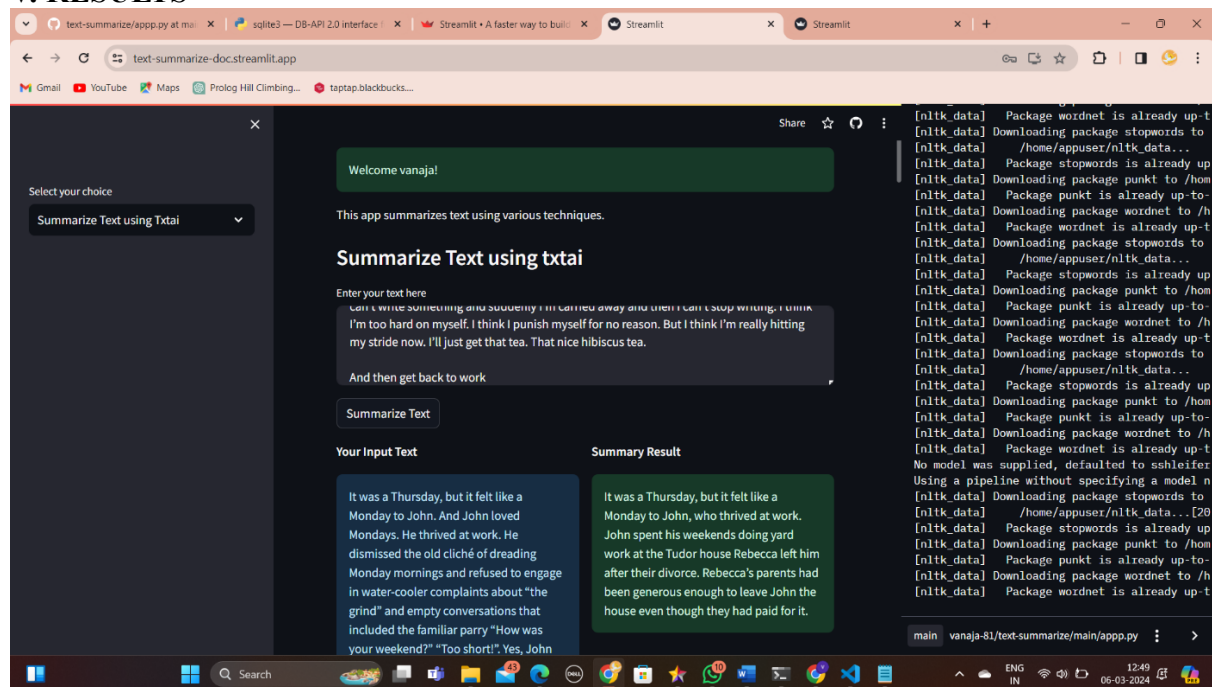 V. RESULTS
text-summarize/appp.py at mai
sqlite3 — DB-API 2.0 interface f
Streamlit • A faster way to build
Streamlit
Streamlit
text-summarize-doc.streamlit.app
Gmail
YouTube
Maps
Prolog Hill Climbing...
taptap.blackbucks....
Share
Welcome vanaja!
Select your choice
Summarize Text using Txtai
This app summarizes text using various techniques.
Summarize Text using txtai
Enter your text here
can't write something and suddenly I'm carried away and then I can't stop writing. I think
I'm too hard on myself. I think I punish myself for no reason. But I think I'm really hitting
my stride now. I'll just get that tea. That nice hibiscus tea.
And then get back to work
Summarize Text
Your Input Text
It was a Thursday, but it felt like a
Monday to John. And John loved
Mondays. He thrived at work. He
dismissed the old cliché of dreading
Monday mornings and refused to engage
in water-cooler complaints about “the
grind” and empty conversations that
included the familiar parry “How was
your weekend?” “Too short!”. Yes, John
Summary Result
It was a Thursday, but it felt like a
Monday to John, who thrived at work.
John spent his weekends doing yard
work at the Tudor house Rebecca left him
after their divorce. Rebecca's parents had
been generous enough to leave John the
house even though they had paid for it.
[nltk_data] Package wordnet is already up-t
[nltk_data] Downloading package stopwords to
[nltk_data] /home/appuser/nltk_data...
[nltk_data] Package stopwords is already up
[nltk_data] Downloading package punkt to /hom
[nltk_data] Package punkt is already up-to-
[nltk_data] Downloading package wordnet to /h
[nltk_data] Package wordnet is already up-t
[nltk_data] Downloading package stopwords to
[nltk_data] /home/appuser/nltk_data...
[nltk_data] Package stopwords is already up
[nltk_data] Downloading package punkt to /hom
[nltk_data] Package punkt is already up-to-
[nltk_data] Downloading package wordnet to /h
[nltk_data] Package wordnet is already up-t
[nltk_data] Downloading package stopwords to
[nltk_data] /home/appuser/nltk_data...
[nltk_data] Package stopwords is already up
[nltk_data] Downloading package punkt to /hom
[nltk_data] Package punkt is already up-to-
[nltk_data] Downloading package wordnet to /h
[nltk_data] Package wordnet is already up-t
No model was supplied, defaulted to sshleifer
Using a pipeline without specifying a model n
[nltk_data] Downloading package stopwords to
[nltk_data] /home/appuser/nltk_data...[20
[nltk_data] Package stopwords is already up
[nltk_data] Downloading package punkt to /hom
[nltk_data] Package punkt is already up-to-
[nltk_data] Downloading package wordnet to /h
[nltk_data] Package wordnet is already up-t
main vanaja-81/text-summarize/main/appp.py
Search
43
DELL
9
ENG
IN
12:49
06-03-2024